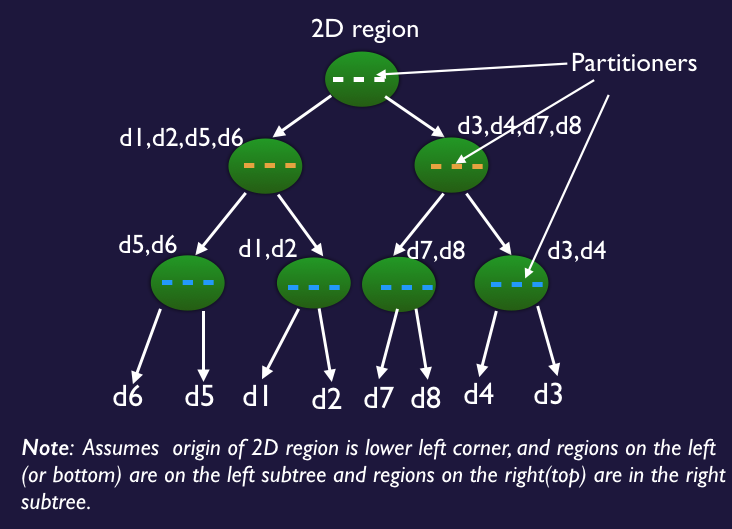 2D region
Partitioners
d1,d2,d5,d6
d3,d4,d7,d8
d5,d6
d1,d2
d7,d8
d3,d4
d6
d5
d1
d2
d7
d8
d4
d3
Note: Assumes origin of 2D region is lower left corner, and regions on the left
(or bottom) are on the left subtree and regions on the right(top) are in the right
subtree.